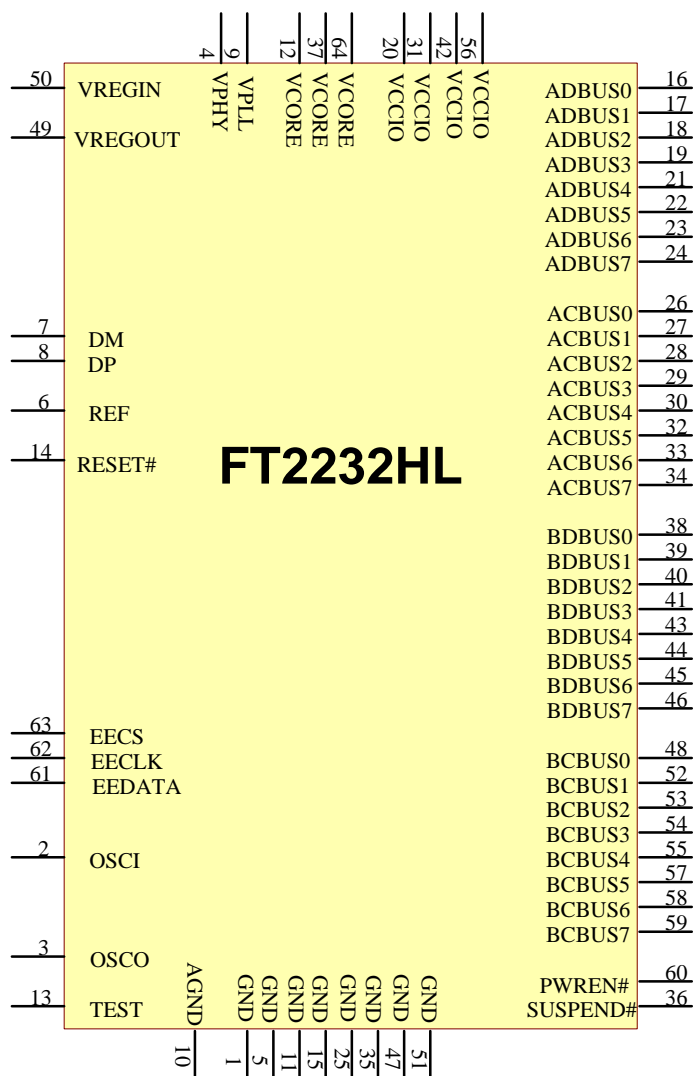 4 9 12 37 64 20 31 42 56
VPHY VPLL VCORE VCORE VCORE VCCIO VCCIO VCCIO VCCIO
50 VREGIN
49 VREGOUT
7 DM
8 DP
6 REF
14 RESET#
FT2232HL
63 EECS
62 EECLK
61 EEDATA
2 OSCI
3 OSCO
13 TEST
ADBUS0 16
ADBUS1 17
ADBUS2 18
ADBUS3 19
ADBUS4 21
ADBUS5 22
ADBUS6 23
ADBUS7 24
ACBUS0 26
ACBUS1 27
ACBUS2 28
ACBUS3 29
ACBUS4 30
ACBUS5 32
ACBUS6 33
ACBUS7 34
BDBUS0 38
BDBUS1 39
BDBUS2 40
BDBUS3 41
BDBUS4 43
BDBUS5 44
BDBUS6 45
BDBUS7 46
BCBUS0 48
BCBUS1 52
BCBUS2 53
BCBUS3 54
BCBUS4 55
BCBUS5 57
BCBUS6 58
BCBUS7 59
PWREN# 60
SUSPEND# 36
AGND GND GND GND GND GND GND GND GND
10 1 5 11 15 25 35 47 51